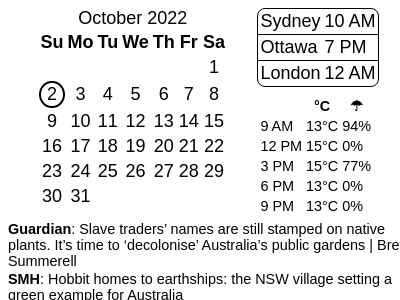 October 2022
Su Mo Tu We Th Fr Sa
1
2 3 4 5 6 7 8
9 10 11 12 13 14 15
16 17 18 19 20 21 22
23 24 25 26 27 28 29
30 31
Sydney 10 AM
Ottawa 7 PM
London 12 AM
°C ☂
9 AM 13°C 94%
12 PM 15°C 0%
3 PM 15°C 77%
6 PM 13°C 0%
9 PM 13°C 0%
Guardian: Slave traders’ names are still stamped on native
plants. It’s time to ‘decolonise’ Australia’s public gardens | Bre
Summerell
SMH: Hobbit homes to earthships: the NSW village setting a
green example for Australia